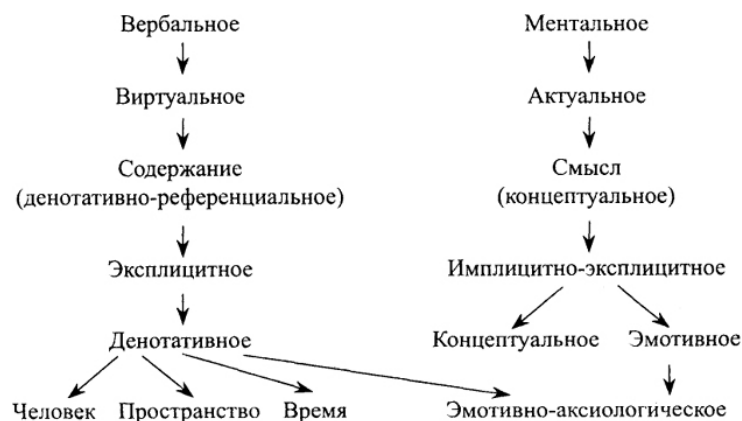 Вербальное Ментальное
Виртуальное Актуальное
Содержание Смысл
(денотативно-референциальное) (концептуальное)
Эксплицитное Имплицитно-эксплицитное
Денотативное Концептуальное Эмотивное
Человек Пространство Время Эмотивно-аксиологическое